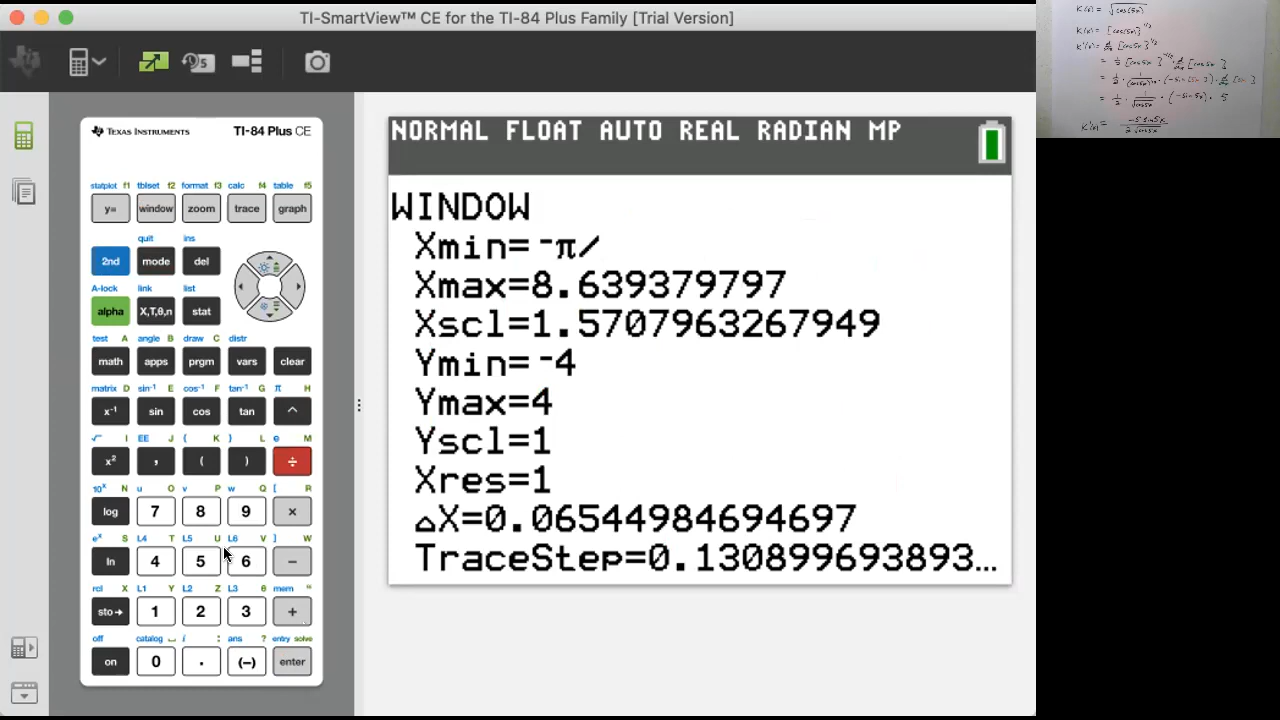 TI-SmartView™ CE for the TI-84 Plus Family [Trial Version]
TEXAS INSTRUMENTS TI-84 Plus CE
statplot f1 tblset f2 format f3 calc f4 table f5
y= window zoom trace graph
quit ins
2nd mode del
A-lock link list
alpha X,T,θ,n stat
test A angle B draw C distr
math apps prgm vars clear
matrix D sin⁻¹ E cos⁻¹ F tan⁻¹ G π H
x⁻¹ sin cos tan ^
√ I EE J { K } L e M
x² , ( ) ÷
10ˣ N u O v P w Q [ R
log 7 8 9 ×
eˣ S L4 T L5 U L6 V ] W
ln 4 5 6 −
rcl X L1 Y L2 Z L3 θ mem "
sto→ 1 2 3 +
off catalog i : ans ? entry solve
on 0 . (−) enter
NORMAL FLOAT AUTO REAL RADIAN MP
WINDOW
Xmin=-π/
Xmax=8.639379797
Xscl=1.5707963267949
Ymin=-4
Ymax=4
Yscl=1
Xres=1
△X=0.06544984694697
TraceStep=0.130899693893...
K(x) = √cos(5x)
K'(x) = -5 sin5x / 2√cos5x